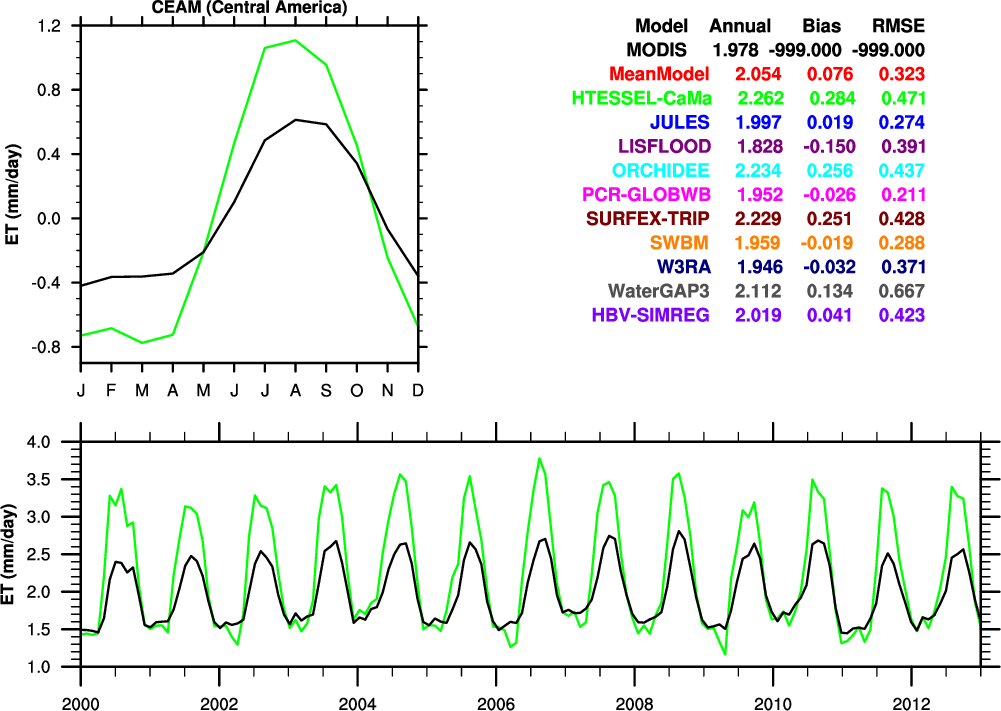 CEAM (Central America)
1.2
0.8
0.4
0.0
-0.4
-0.8
ET (mm/day)
J F M A M J J A S O N D
Model Annual Bias RMSE
MODIS 1.978 -999.000 -999.000
MeanModel 2.054 0.076 0.323
HTESSEL-CaMa 2.262 0.284 0.471
JULES 1.997 0.019 0.274
LISFLOOD 1.828 -0.150 0.391
ORCHIDEE 2.234 0.256 0.437
PCR-GLOBWB 1.952 -0.026 0.211
SURFEX-TRIP 2.229 0.251 0.428
SWBM 1.959 -0.019 0.288
W3RA 1.946 -0.032 0.371
WaterGAP3 2.112 0.134 0.667
HBV-SIMREG 2.019 0.041 0.423
4.0
3.5
3.0
2.5
2.0
1.5
1.0
ET (mm/day)
2000 2002 2004 2006 2008 2010 2012